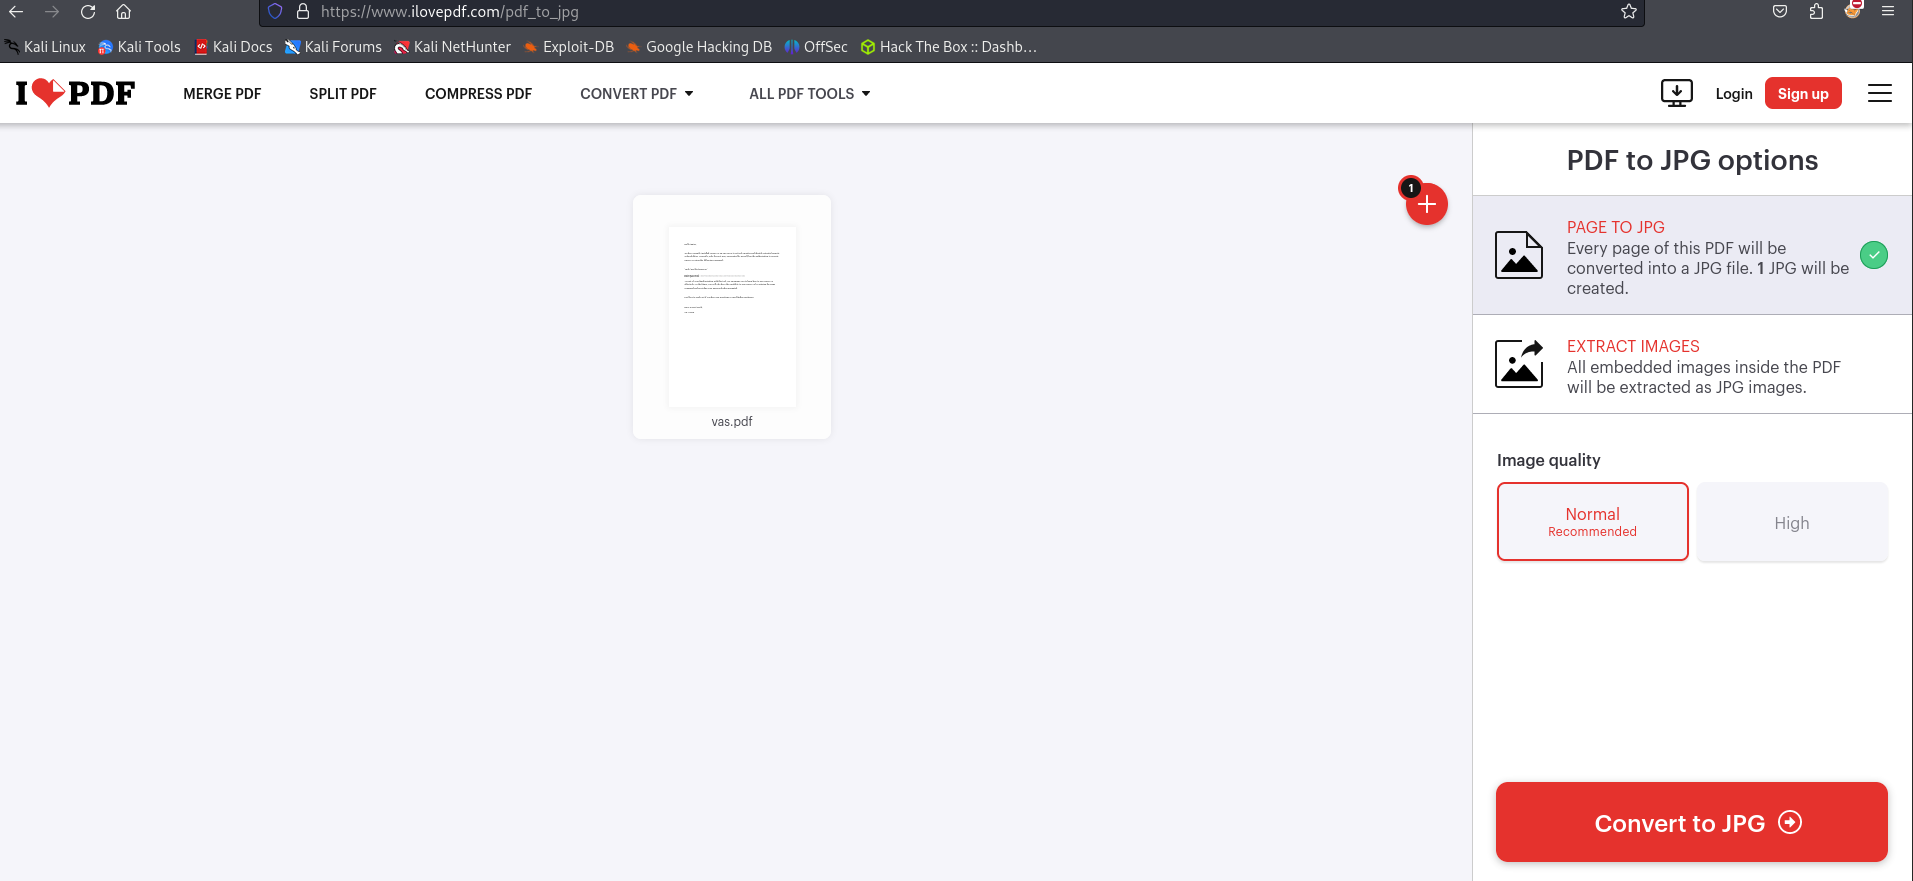 https://www.ilovepdf.com/pdf_to_jpg
Kali Linux Kali Tools Kali Docs Kali Forums Kali NetHunter Exploit-DB Google Hacking DB OffSec Hack The Box :: Dashb…
I PDF MERGE PDF SPLIT PDF COMPRESS PDF CONVERT PDF ALL PDF TOOLS Login Sign up
PDF to JPG options
1
PAGE TO JPG
Every page of this PDF will be
converted into a JPG file. 1 JPG will be
created.
EXTRACT IMAGES
All embedded images inside the PDF
will be extracted as JPG images.
vas.pdf
Image quality
Normal
Recommended
High
Convert to JPG